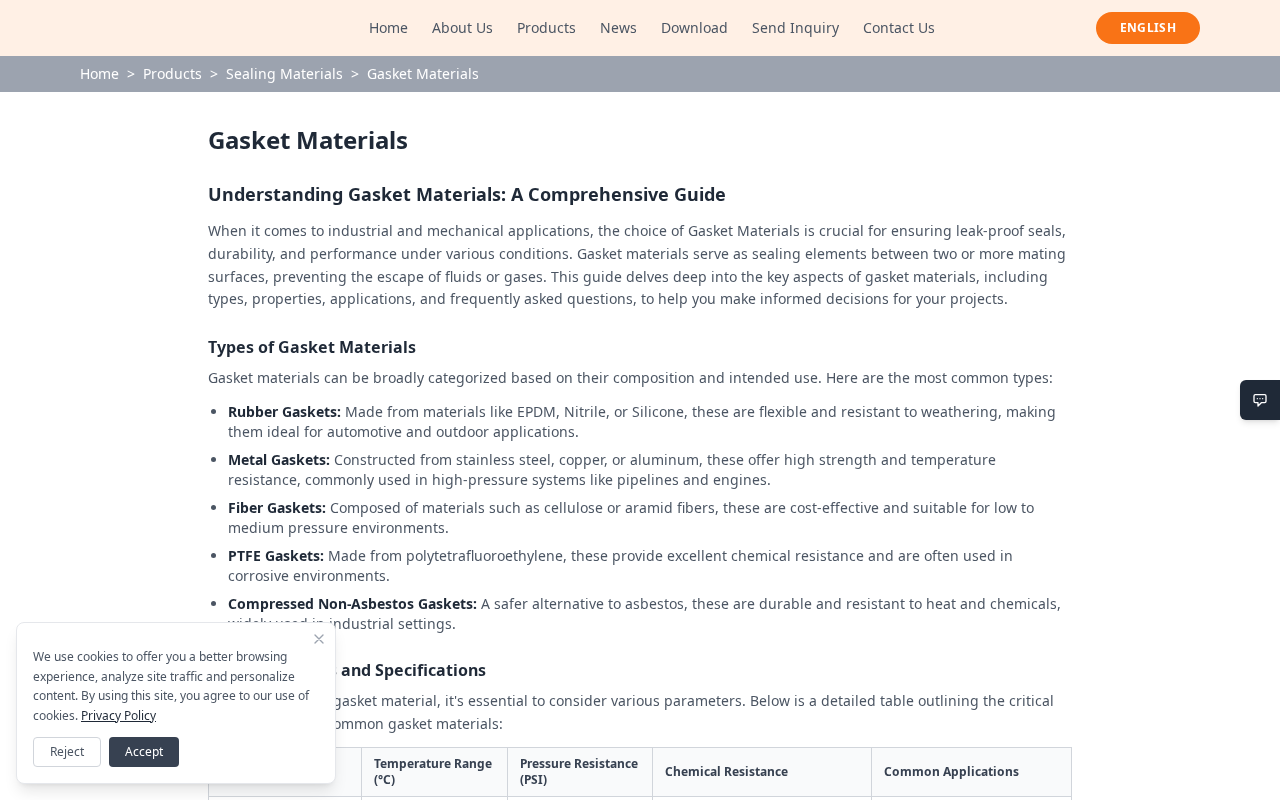 Home About Us Products News Download Send Inquiry Contact Us ENGLISH
Home > Products > Sealing Materials > Gasket Materials
Gasket Materials
Understanding Gasket Materials: A Comprehensive Guide
When it comes to industrial and mechanical applications, the choice of Gasket Materials is crucial for ensuring leak-proof seals,
durability, and performance under various conditions. Gasket materials serve as sealing elements between two or more mating
surfaces, preventing the escape of fluids or gases. This guide delves deep into the key aspects of gasket materials, including
types, properties, applications, and frequently asked questions, to help you make informed decisions for your projects.
Types of Gasket Materials
Gasket materials can be broadly categorized based on their composition and intended use. Here are the most common types:
Rubber Gaskets: Made from materials like EPDM, Nitrile, or Silicone, these are flexible and resistant to weathering, making
them ideal for automotive and outdoor applications.
Metal Gaskets: Constructed from stainless steel, copper, or aluminum, these offer high strength and temperature
resistance, commonly used in high-pressure systems like pipelines and engines.
Fiber Gaskets: Composed of materials such as cellulose or aramid fibers, these are cost-effective and suitable for low to
medium pressure environments.
PTFE Gaskets: Made from polytetrafluoroethylene, these provide excellent chemical resistance and are often used in
corrosive environments.
Compressed Non-Asbestos Gaskets: A safer alternative to asbestos, these are durable and resistant to heat and chemicals,
industrial settings.
and Specifications
gasket material, it's essential to consider various parameters. Below is a detailed table outlining the critical
common gasket materials:
Temperature Range
(°C)
Pressure Resistance
(PSI)
Chemical Resistance
Common Applications
We use cookies to offer you a better browsing
experience, analyze site traffic and personalize
content. By using this site, you agree to our use of
cookies. Privacy Policy
Reject Accept